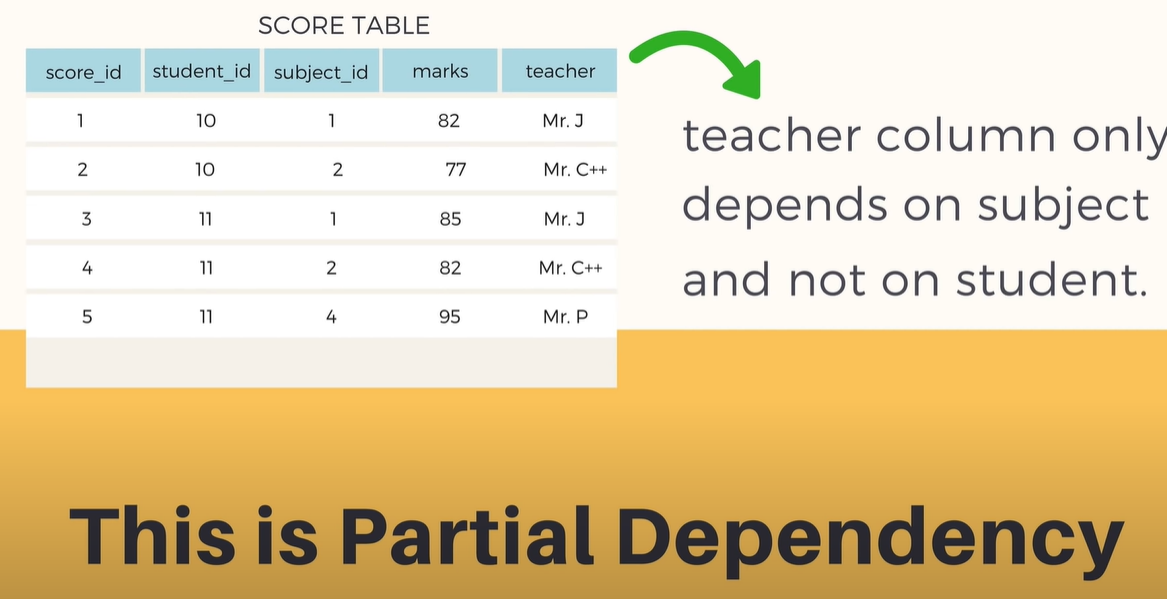 SCORE TABLE
score_id student_id subject_id marks teacher
1 10 1 82 Mr. J
2 10 2 77 Mr. C++
3 11 1 85 Mr. J
4 11 2 82 Mr. C++
5 11 4 95 Mr. P
teacher column only
depends on subject
and not on student.
This is Partial Dependency